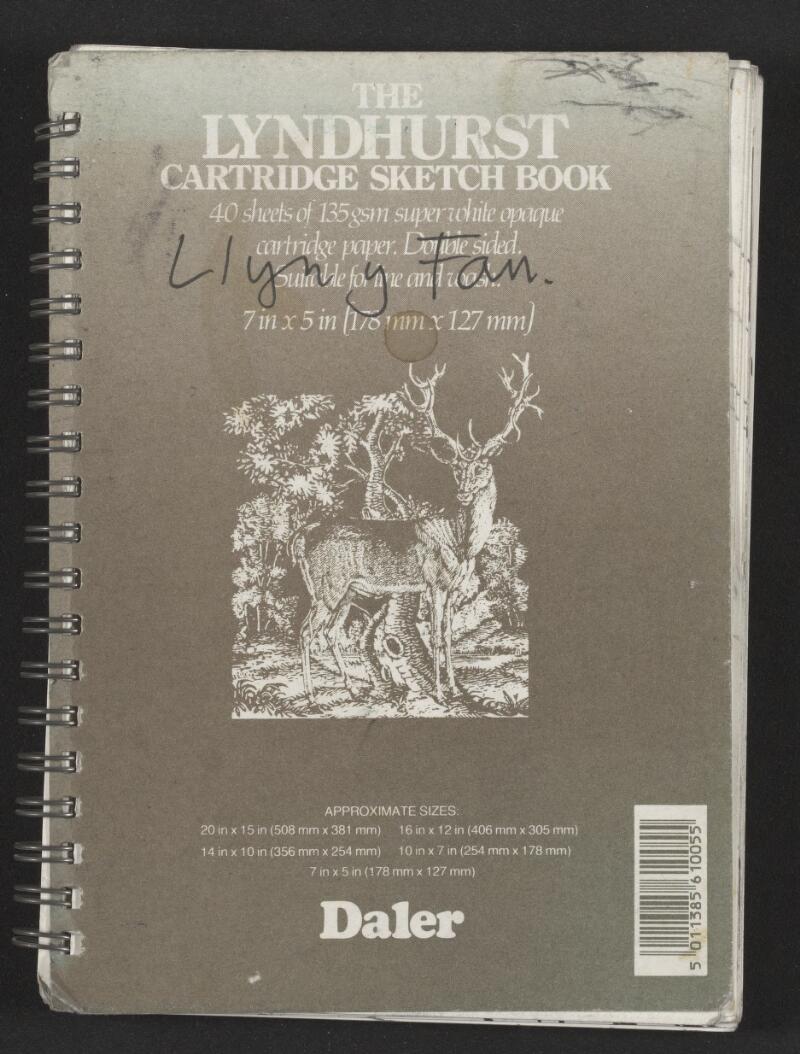 THE
LYNDHURST
CARTRIDGE SKETCH BOOK
40 sheets of 135gsm super white opaque
cartridge paper. Double sided.
Llyn y Fan.
Suitable for line and wash.
7 in x 5 in (178 mm x 127 mm)
APPROXIMATE SIZES:
20 in x 15 in (508 mm x 381 mm) 16 in x 12 in (406 mm x 305 mm)
14 in x 10 in (356 mm x 254 mm) 10 in x 7 in (254 mm x 178 mm)
7 in x 5 in (178 mm x 127 mm)
Daler
5 011385 610055